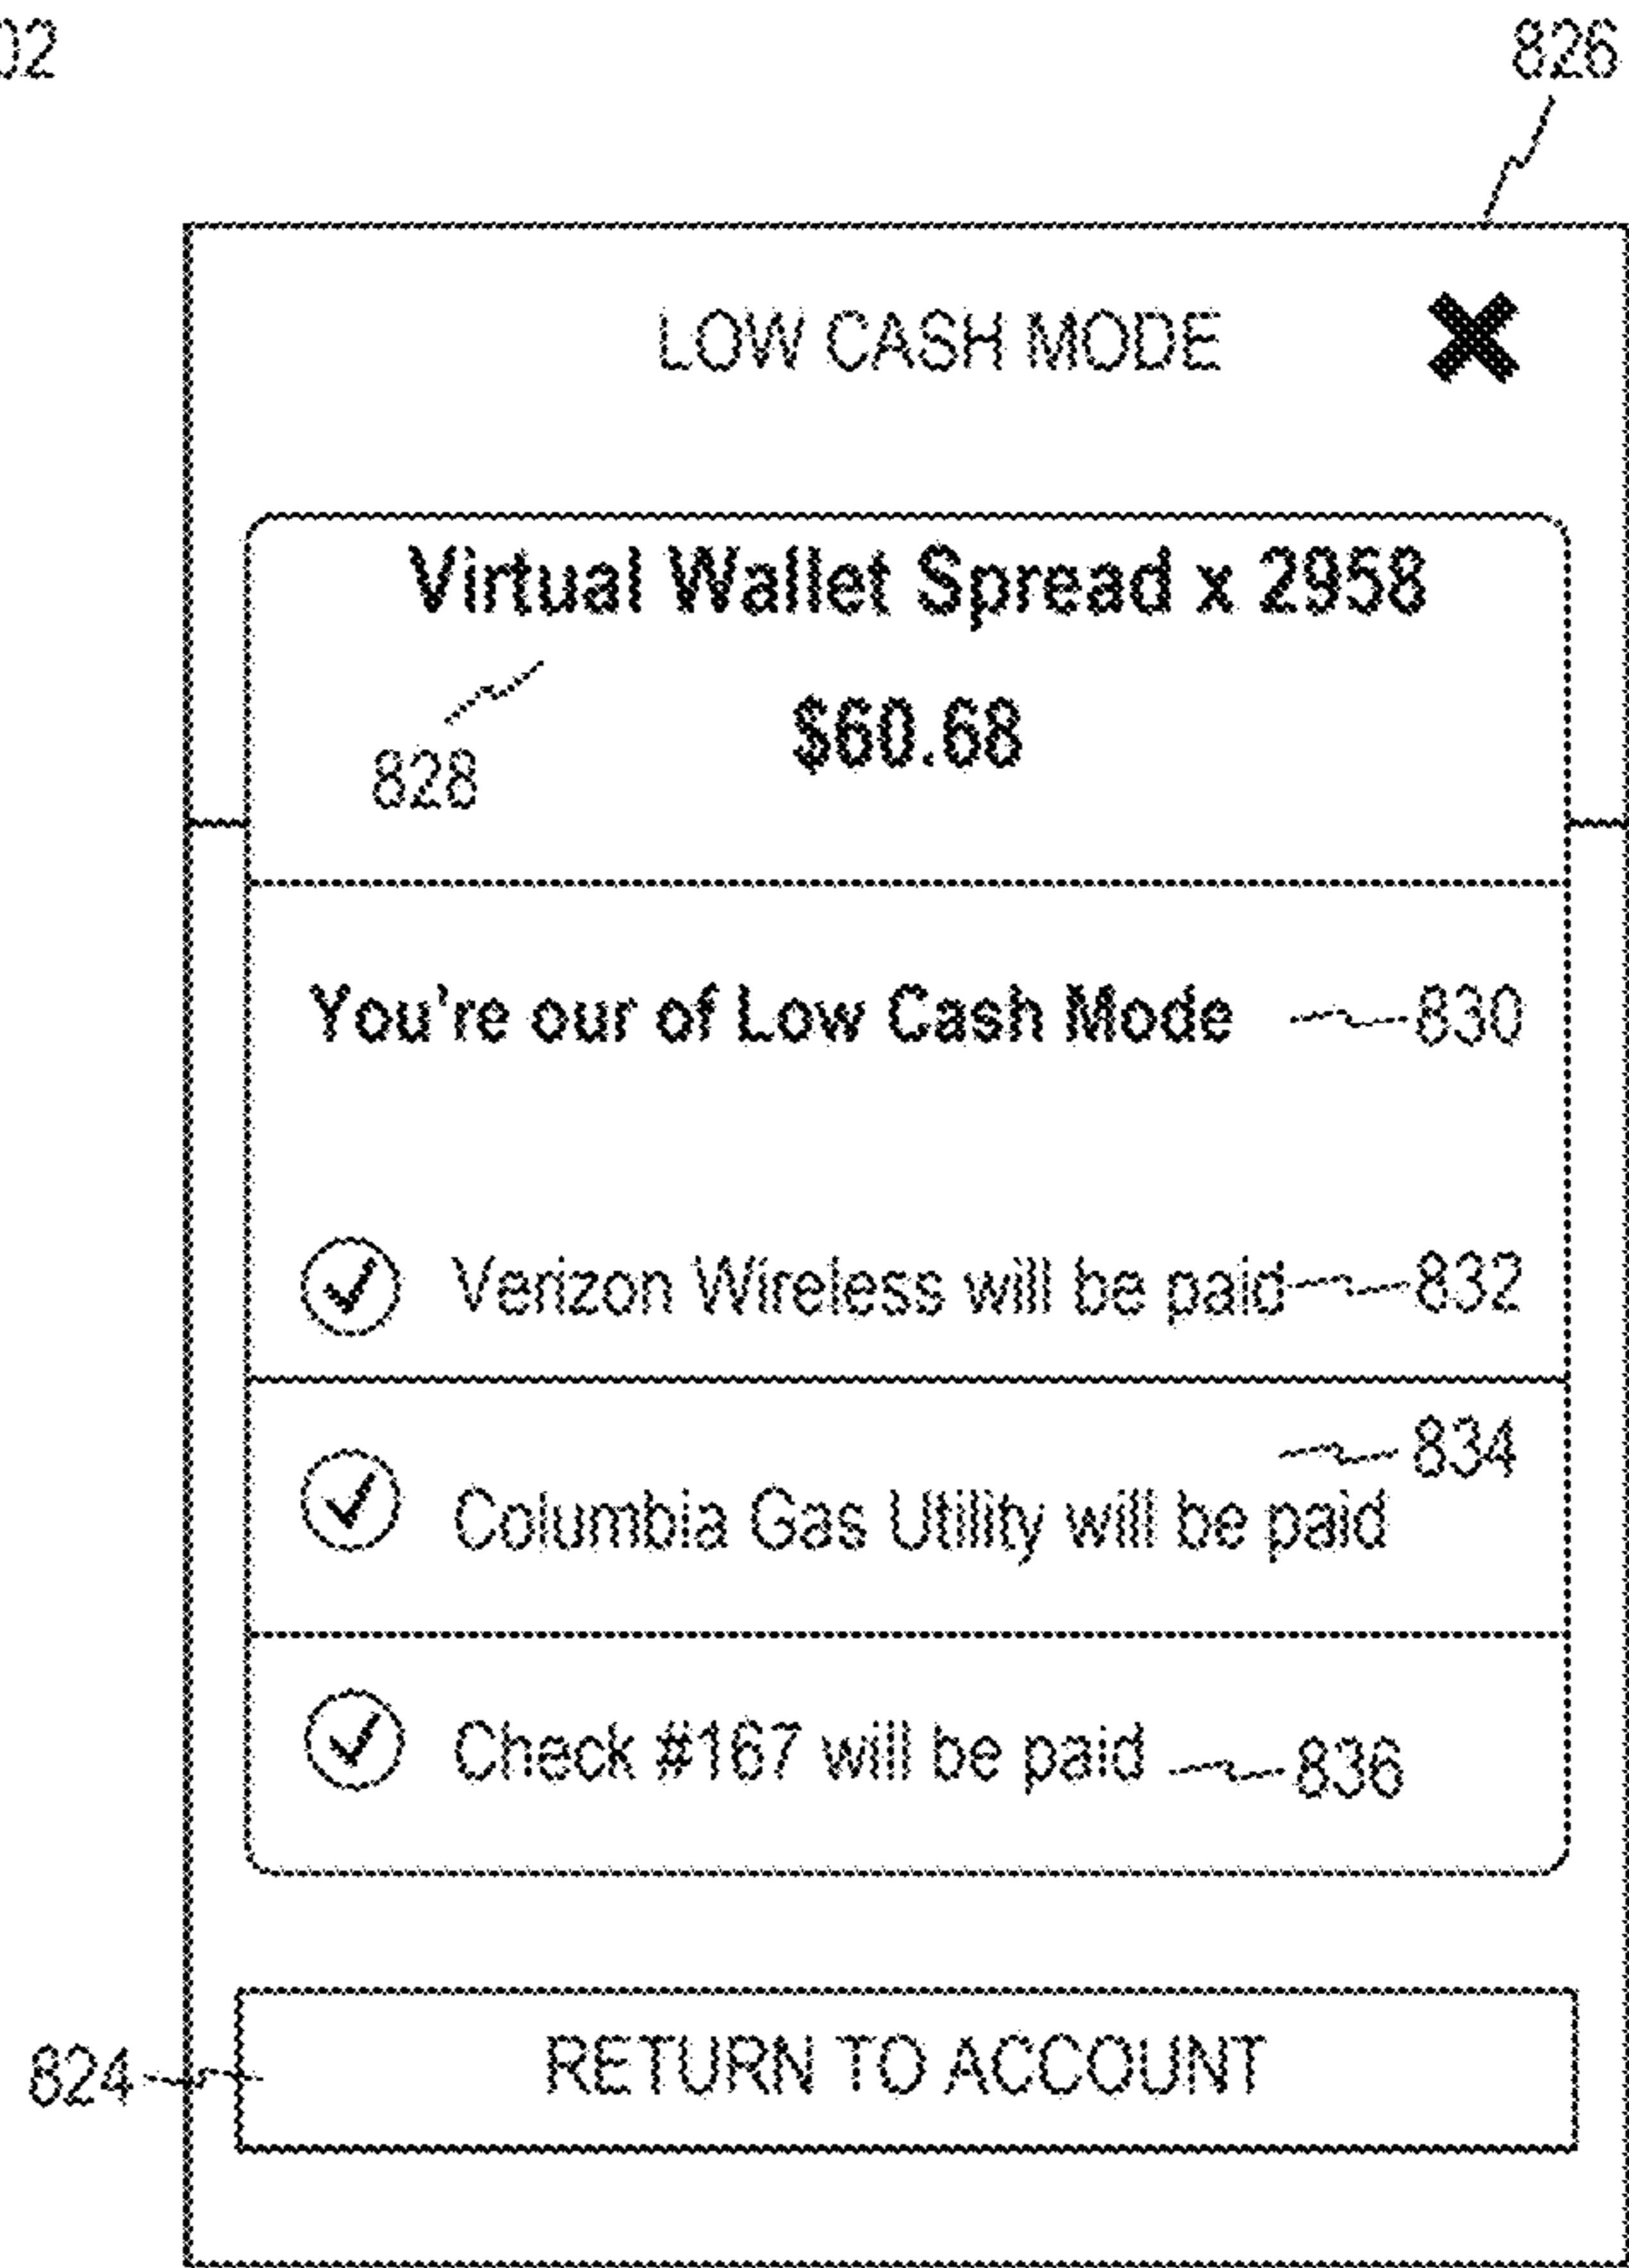 02
826
LOW CASH MODE
Virtual Wallet Spread x 2958
$60.68
828
You're our of Low Cash Mode 830
Verizon Wireless will be paid 832
834
Columbia Gas Utility will be paid
Check #167 will be paid 836
824 RETURN TO ACCOUNT